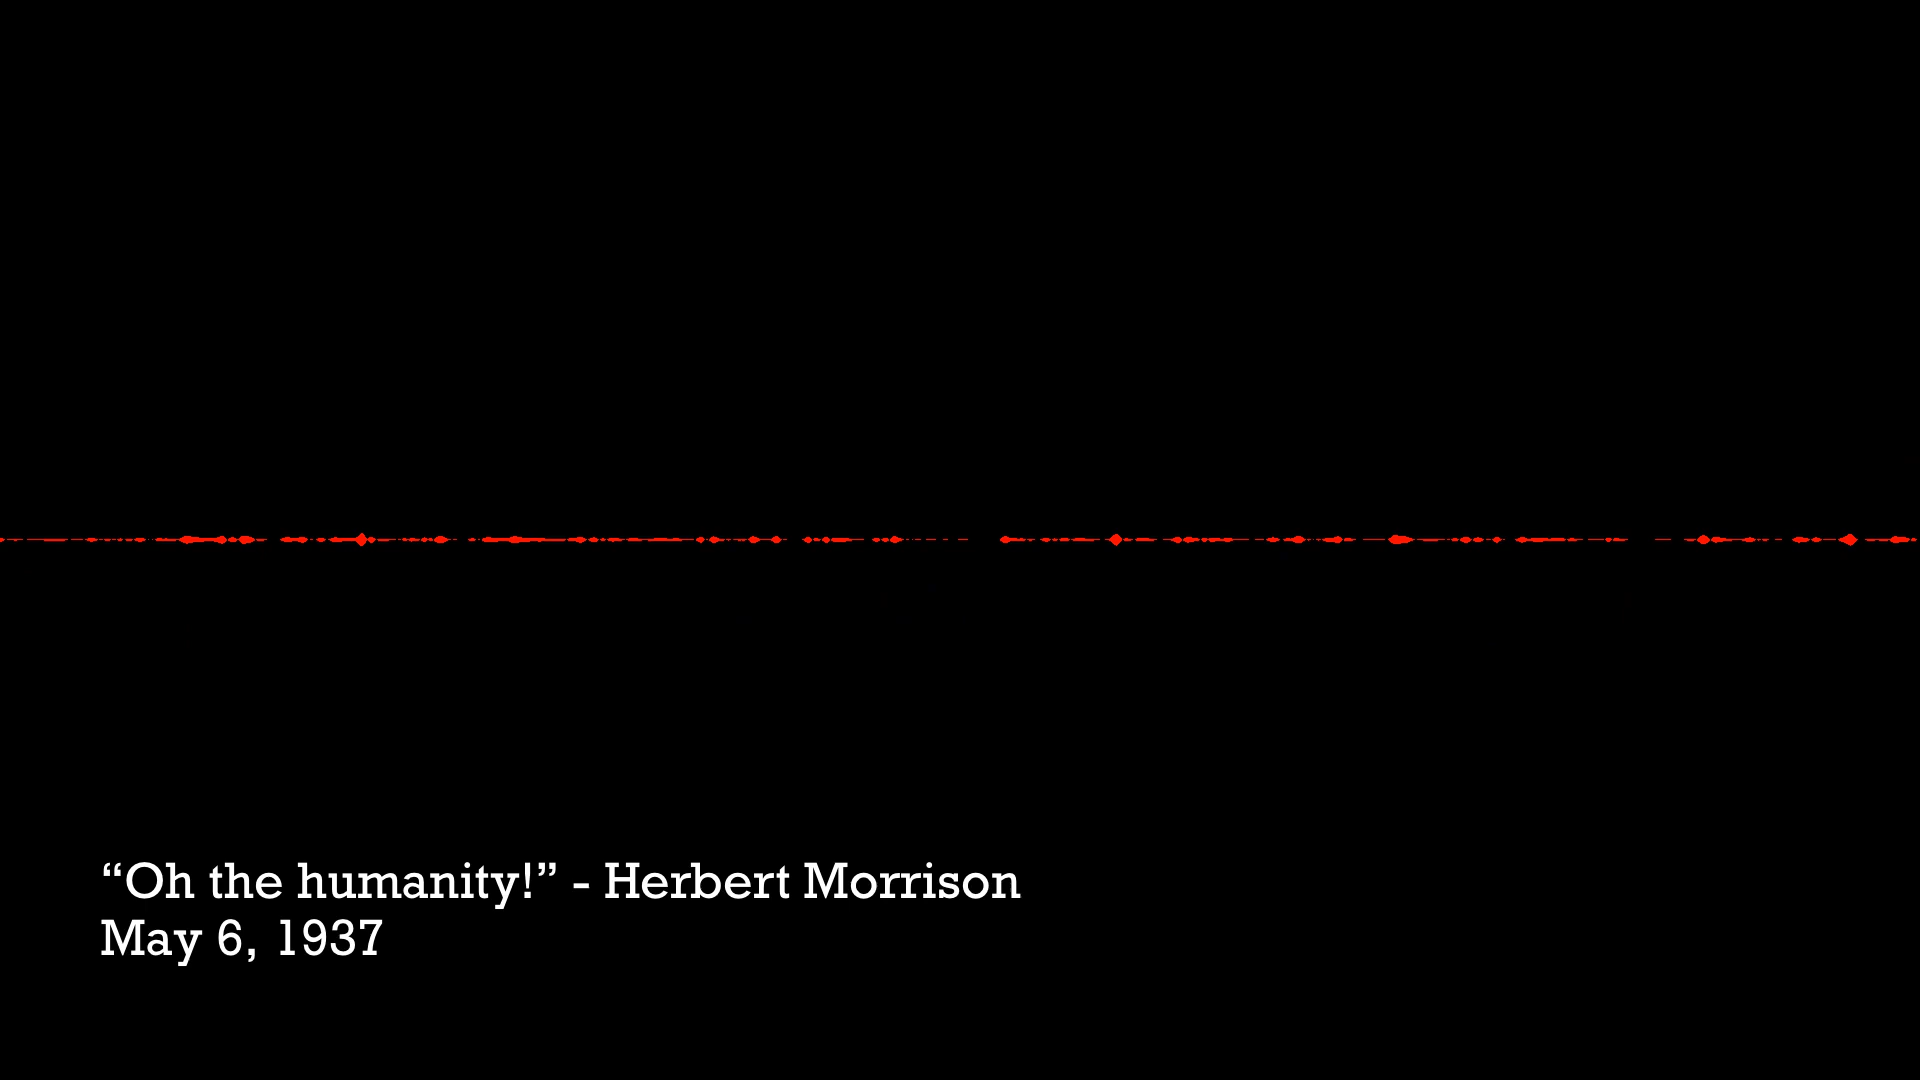 “Oh the humanity!” - Herbert Morrison
May 6, 1937